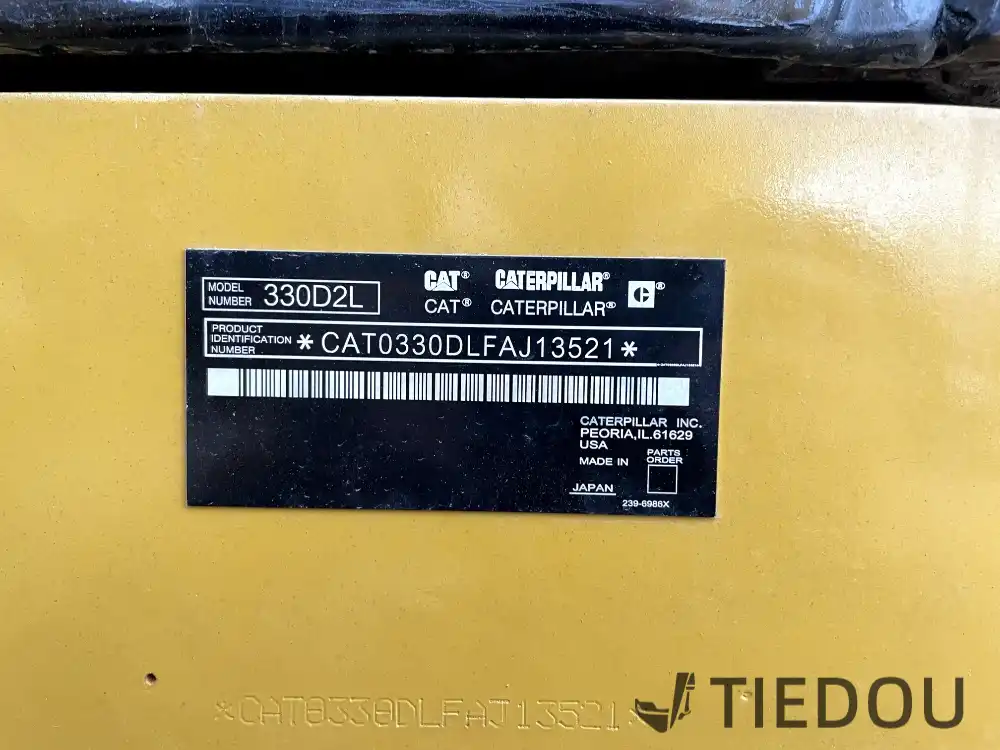 MODEL NUMBER 330D2L
CAT® CATERPILLAR® C
CAT® CATERPILLAR®
PRODUCT IDENTIFICATION NUMBER *CAT0330DLFAJ13521*
CATERPILLAR INC.
PEORIA,IL.61629
USA
MADE IN
JAPAN
PARTS
ORDER
239-6988X
*CAT0330DLFAJ13521*
TIEDOU